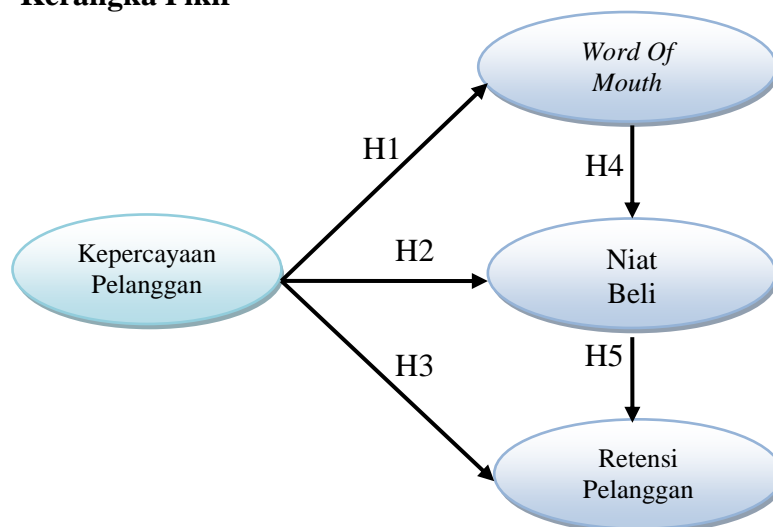 Kerangka Pikir
Word Of
Mouth
H1
H4
Kepercayaan
Pelanggan
H2
Niat
Beli
H3
H5
Retensi
Pelanggan